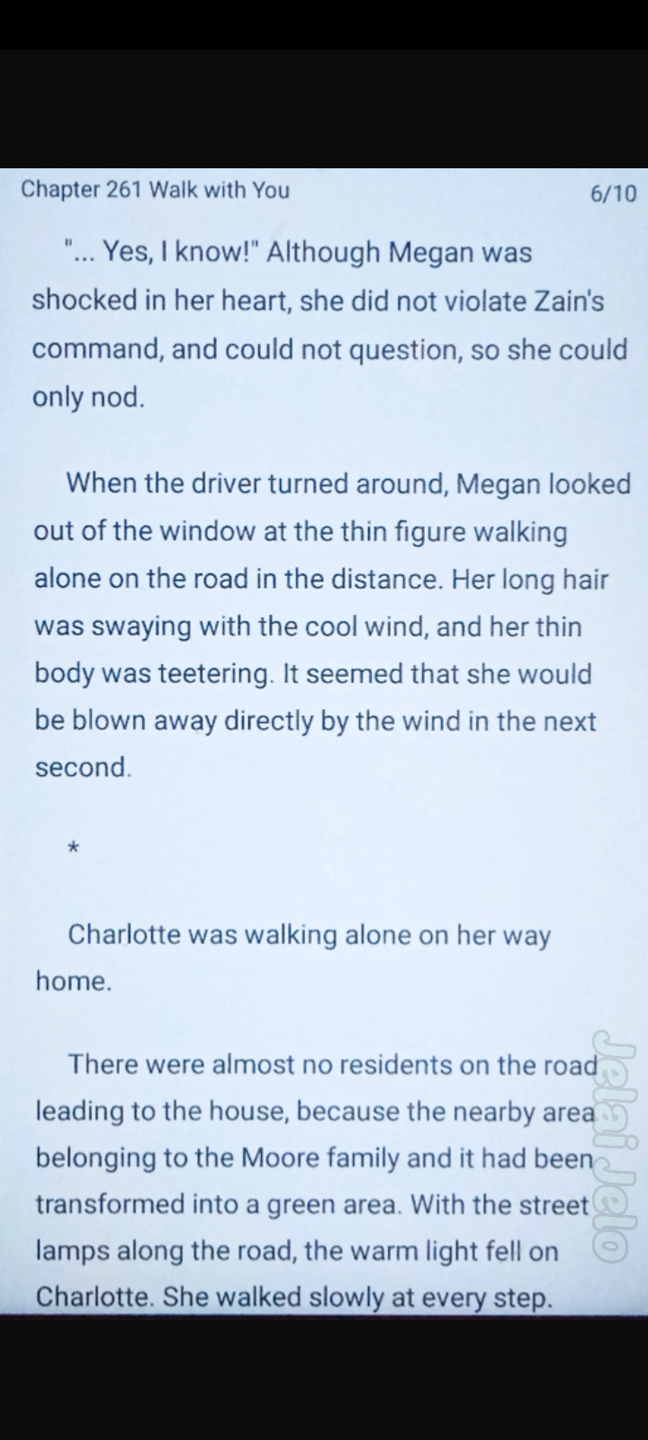 Chapter 261 Walk with You
6/10
"... Yes, I know!" Although Megan was
shocked in her heart, she did not violate Zain's
command, and could not question, so she could
only nod.
When the driver turned around, Megan looked
out of the window at the thin figure walking
alone on the road in the distance. Her long hair
was swaying with the cool wind, and her thin
body was teetering. It seemed that she would
be blown away directly by the wind in the next
second.
*
Charlotte was walking alone on her way
home.
There were almost no residents on the road
leading to the house, because the nearby area
belonging to the Moore family and it had been
transformed into a green area. With the street
lamps along the road, the warm light fell on
Charlotte. She walked slowly at every step.
Jelai Jelo